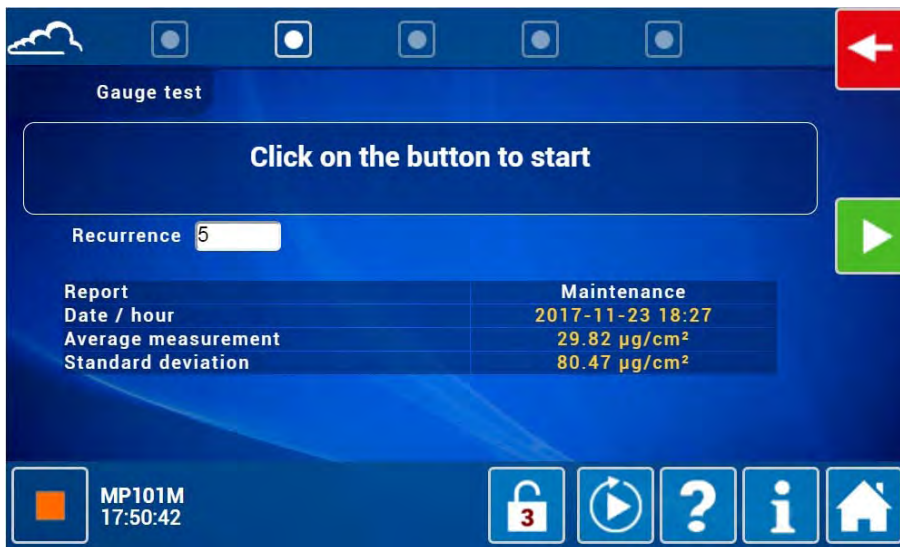 Gauge test
Click on the button to start
Recurrence 5
Report Maintenance
Date / hour 2017-11-23 18:27
Average measurement 29.82 µg/cm²
Standard deviation 80.47 µg/cm²
MP101M
17:50:42
3
?
i